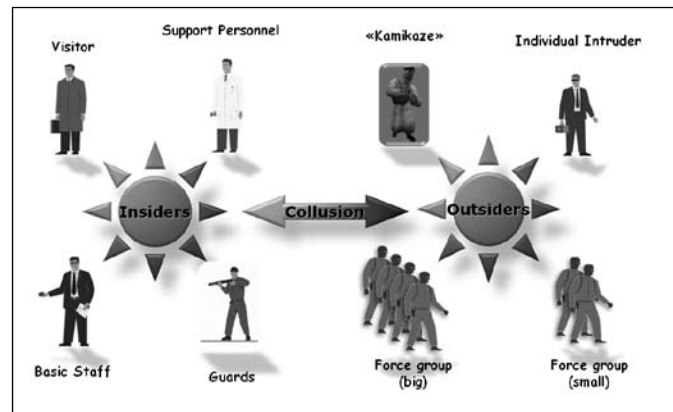 Visitor
Support Personnel
«Kamikaze»
Individual Intruder
Insiders
Collusion
Outsiders
Basic Staff
Guards
Force group
(big)
Force group
(small)